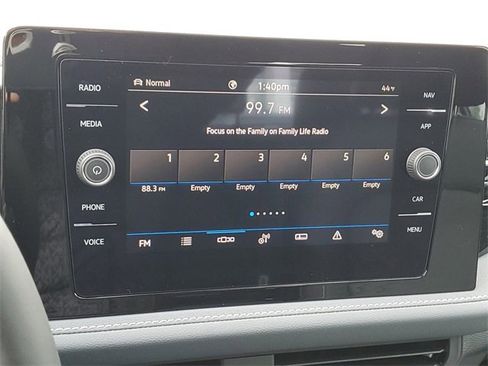 RADIO
MEDIA
PHONE
VOICE
Normal 1:40pm 44°F
99.7 FM
Focus on the Family on Family Life Radio
1 2 3 4 5 6
88.3 FM Empty Empty Empty Empty Empty
FM
NAV
APP
CAR
MENU